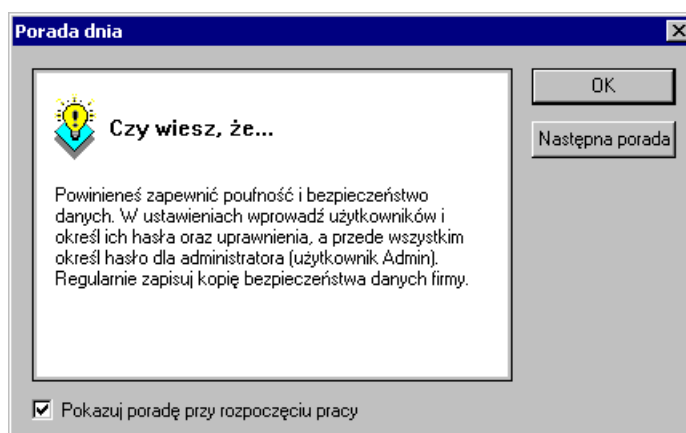 Porada dnia
Czy wiesz, że...
Powinieneś zapewnić poufność i bezpieczeństwo
danych. W ustawieniach wprowadź użytkowników i
określ ich hasła oraz uprawnienia, a przede wszystkim
określ hasło dla administratora (użytkownik Admin).
Regularnie zapisuj kopię bezpieczeństwa danych firmy.
OK
Następna porada
Pokazuj poradę przy rozpoczęciu pracy